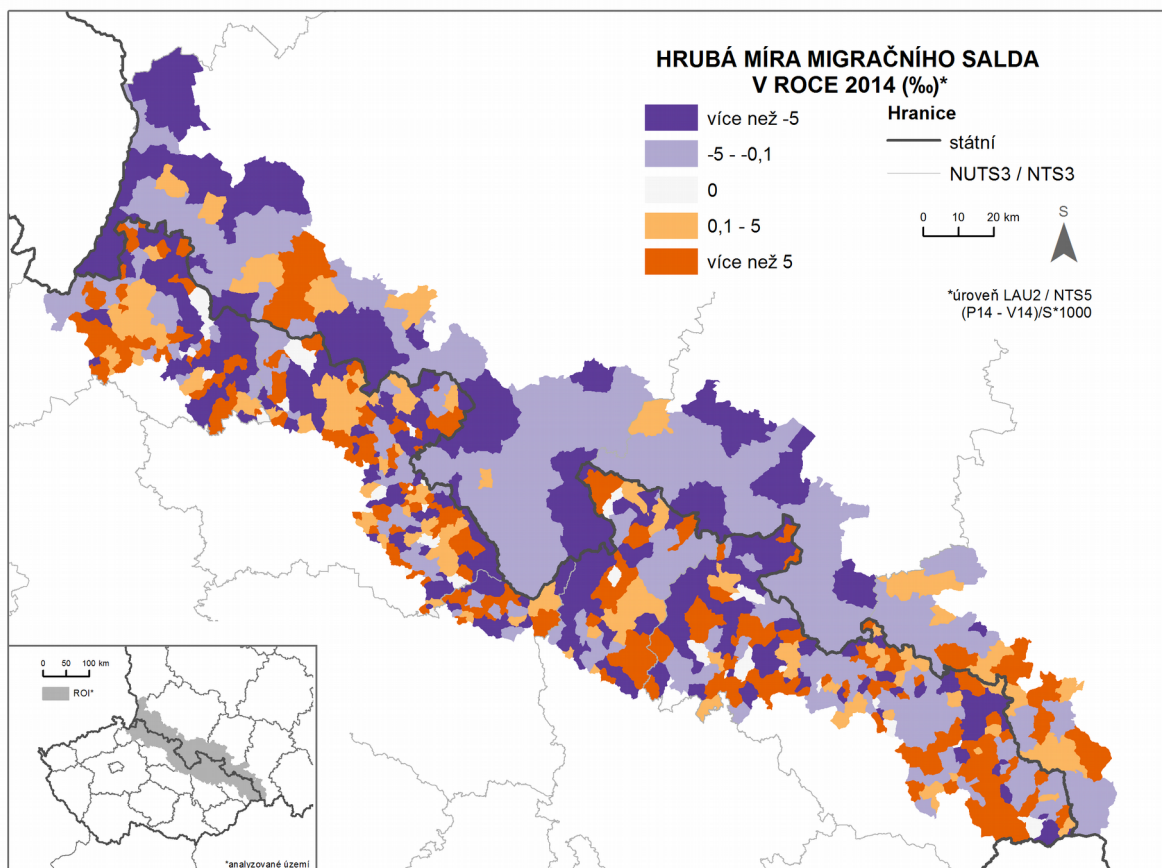 HRUBÁ MÍRA MIGRAČNÍHO SALDA
V ROCE 2014 (‰)*
více než -5
-5 - -0,1
0
0,1 - 5
více než 5
Hranice
státní
NUTS3 / NTS3
0 10 20 km
S
*úroveň LAU2 / NTS5
(P14 - V14)/S*1000
0 50 100 km
ROI*
*analyzované území